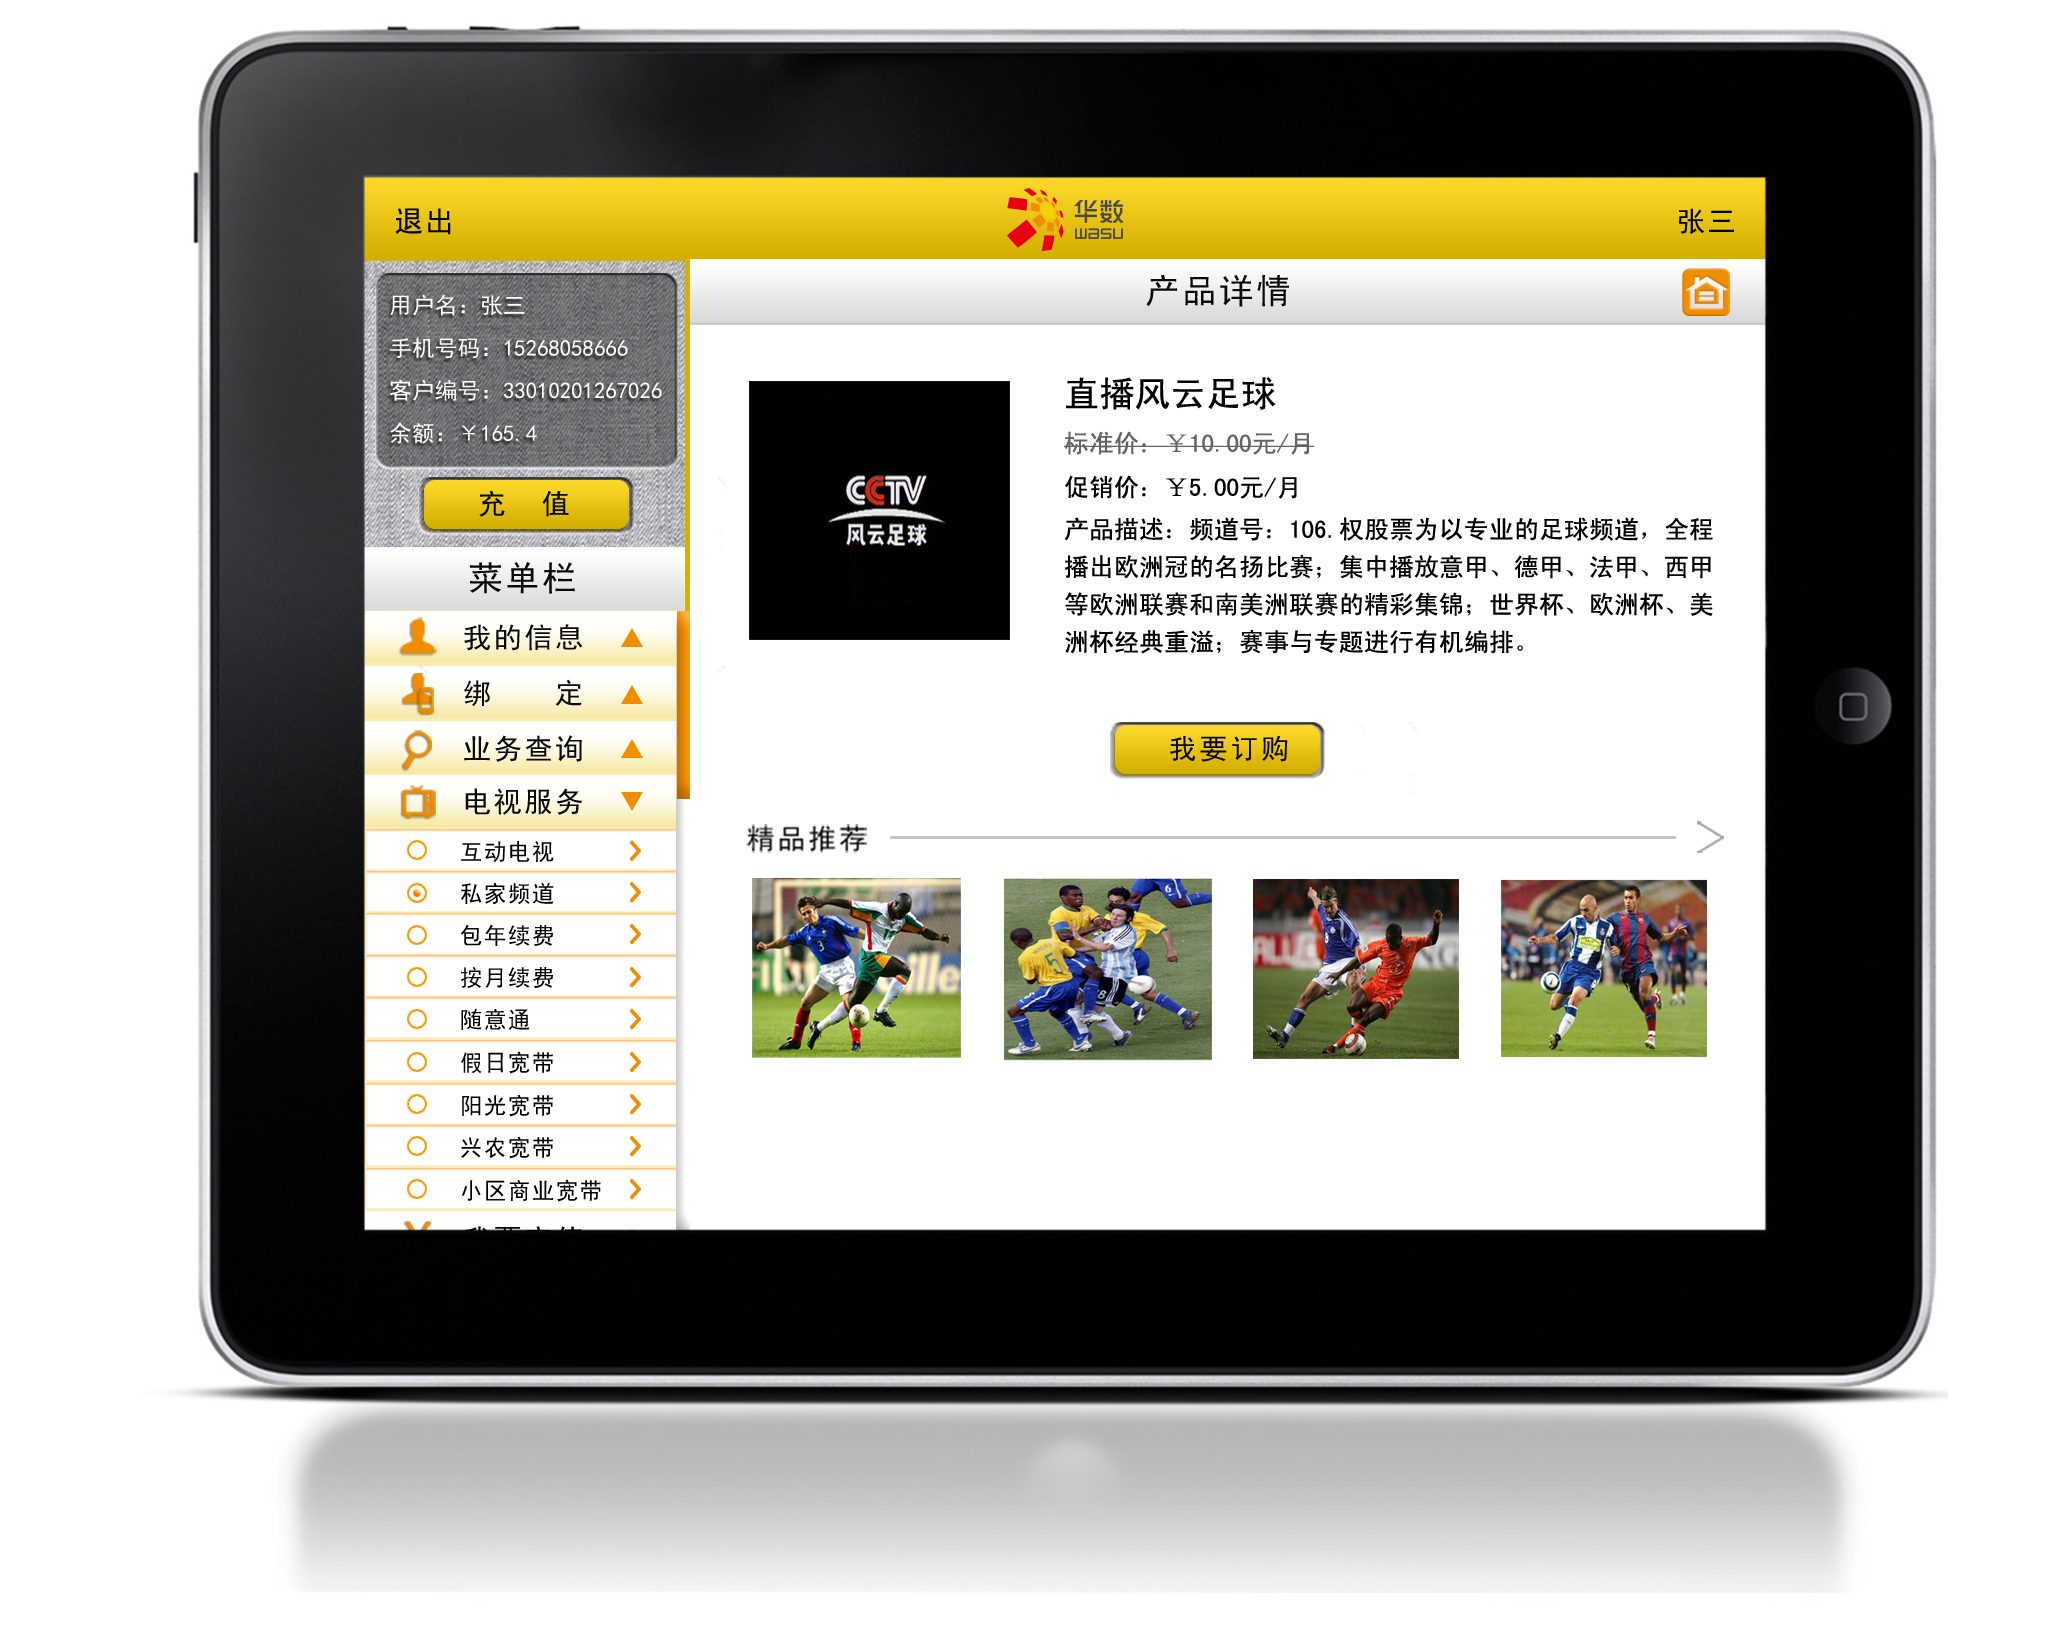 退出
华数
wasu
张三
用户名：张三
手机号码：15268058666
客户编号：33010201267026
余额：￥165.4
充 值
菜单栏
我的信息
绑 定
业务查询
电视服务
互动电视
私家频道
包年续费
按月续费
随意通
假日宽带
阳光宽带
兴农宽带
小区商业宽带
产品详情
CCTV
风云足球
直播风云足球
标准价：￥10.00元/月
促销价：￥5.00元/月
产品描述：频道号：106.权股票为以专业的足球频道，全程
播出欧洲冠的名扬比赛；集中播放意甲、德甲、法甲、西甲
等欧洲联赛和南美洲联赛的精彩集锦；世界杯、欧洲杯、美
洲杯经典重溢；赛事与专题进行有机编排。
我要订购
精品推荐